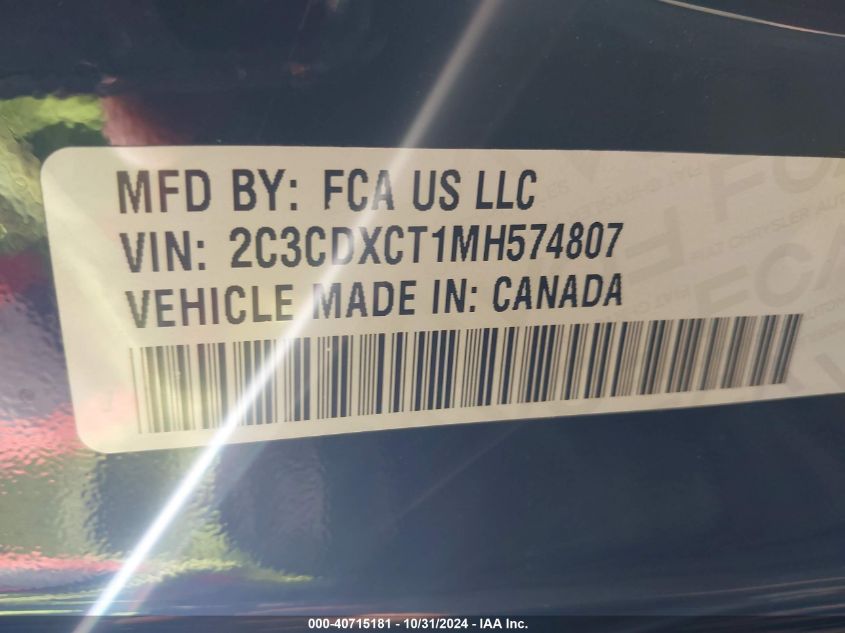 MFD BY: FCA US LLC
VIN: 2C3CDXCT1MH574807
VEHICLE MADE IN: CANADA
000-40715181 - 10/31/2024 - IAA Inc.